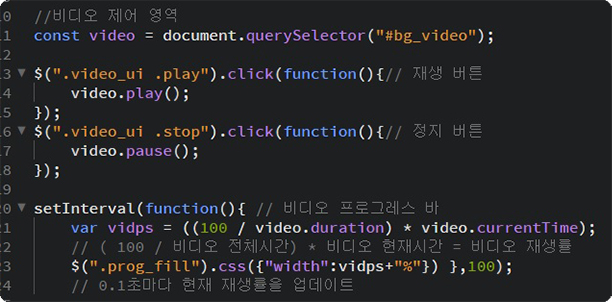 10 //비디오 제어 영역
11 const video = document.querySelector("#bg_video");
12
13 ▼ $(".video_ui .play").click(function(){// 재생 버튼
14 video.play();
15 });
16 ▼ $(".video_ui .stop").click(function(){// 정지 버튼
17 video.pause();
18 });
19
20 ▼ setInterval(function(){ // 비디오 프로그레스 바
21 var vidps = ((100 / video.duration) * video.currentTime);
22 // ( 100 / 비디오 전체시간) * 비디오 현재시간 = 비디오 재생률
23 $(".prog_fill").css({"width":vidps+"%"}) },100);
24 // 0.1초마다 현재 재생률을 업데이트